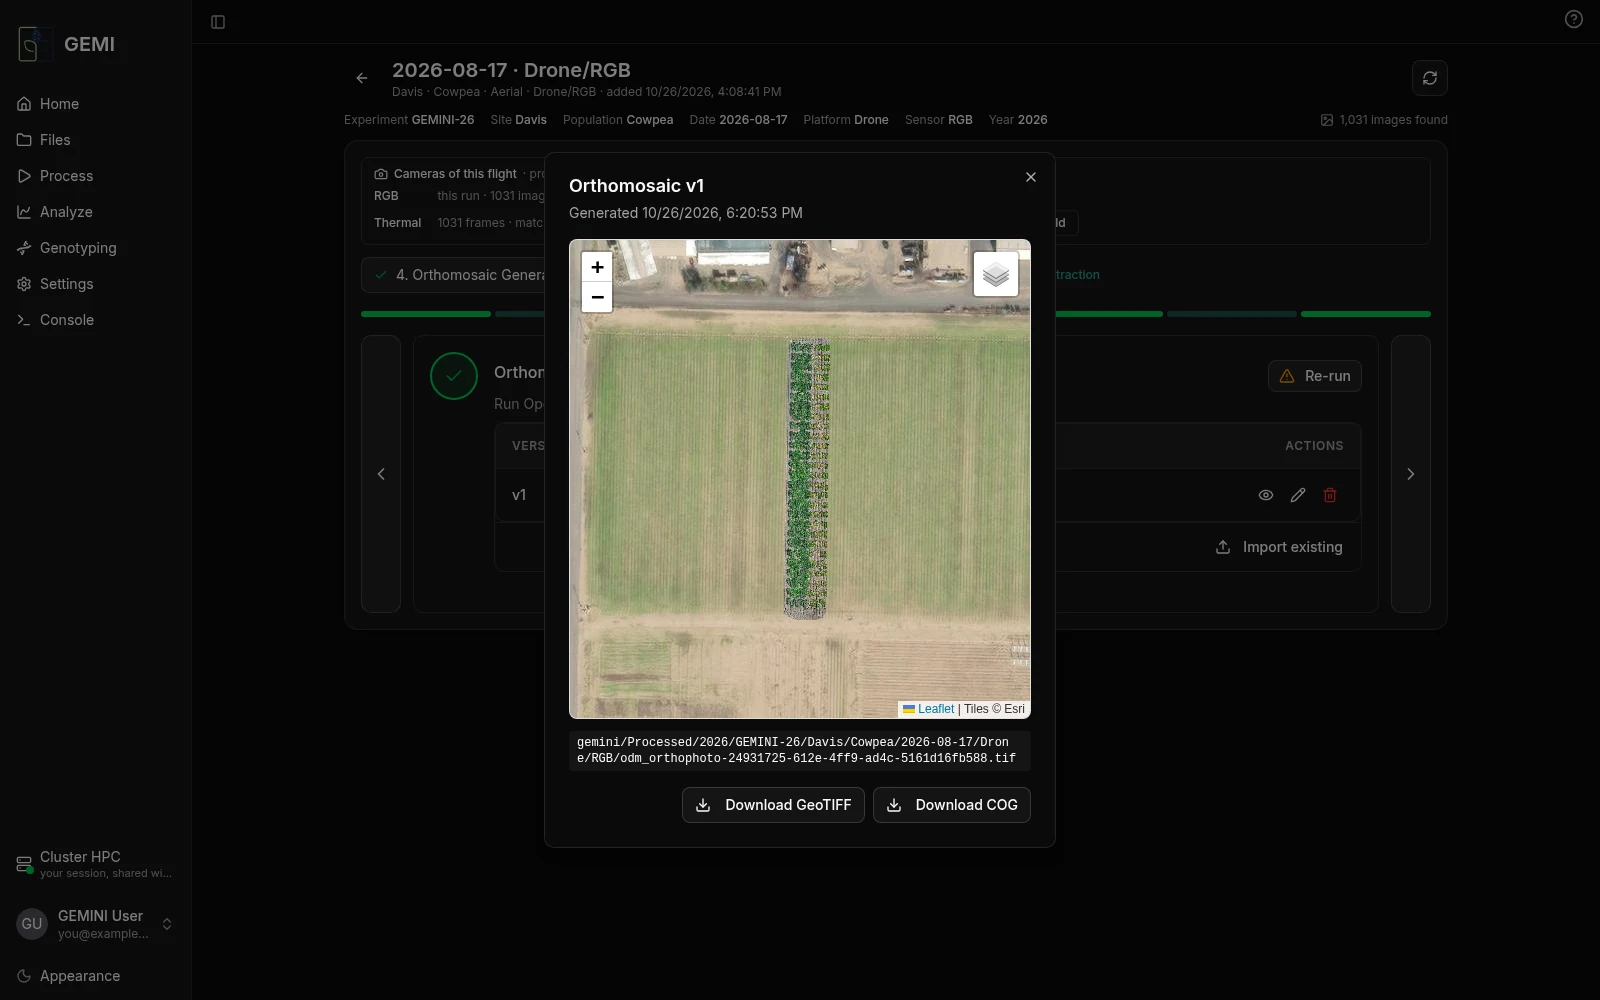 GEMI
Home
Files
Process
Analyze
Genotyping
Settings
Console
Cluster HPC
your session, shared wi...
GU
GEMINI User
you@example...
Appearance
2026-08-17 · Drone/RGB
Davis · Cowpea · Aerial · Drone/RGB · added 10/26/2026, 4:08:41 PM
Experiment GEMINI-26 Site Davis Population Cowpea Date 2026-08-17 Platform Drone Sensor RGB Year 2026
1,031 images found
Cameras of this flight · pr
RGB this run · 1031 imag
Thermal 1031 frames · matc
ld
4. Orthomosaic Genera
traction
Orthom
Run Ope
Re-run
VERS
ACTIONS
v1
Import existing
Orthomosaic v1
Generated 10/26/2026, 6:20:53 PM
+
−
Leaflet | Tiles © Esri
gemini/Processed/2026/GEMINI-26/Davis/Cowpea/2026-08-17/Dron
e/RGB/odm_orthophoto-24931725-612e-4ff9-ad4c-5161d16fb588.tif
Download GeoTIFF
Download COG